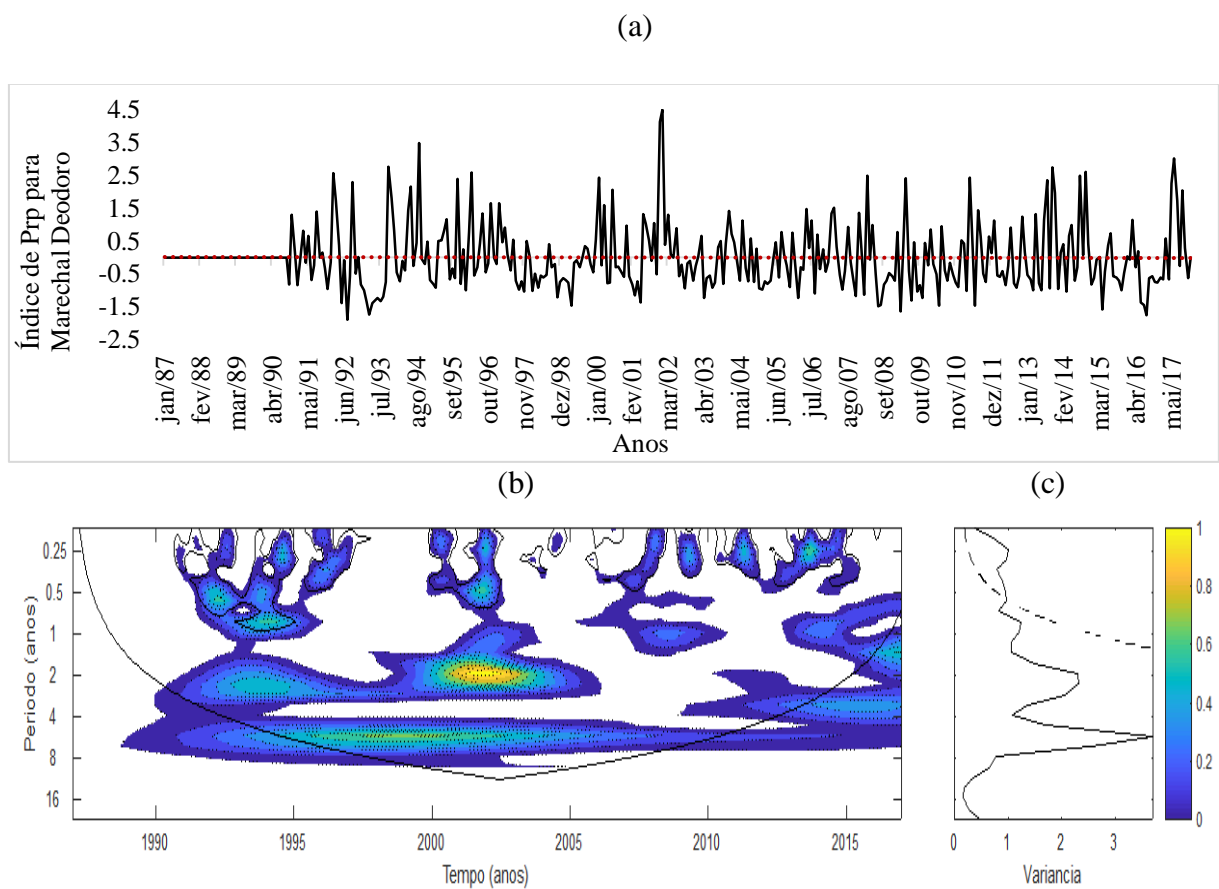 (a)
Índice de Prp para
Marechal Deodoro
4.5
3.5
2.5
1.5
0.5
-0.5
-1.5
-2.5
jan/87
fev/88
mar/89
abr/90
mai/91
jun/92
jul/93
ago/94
set/95
out/96
nov/97
dez/98
jan/00
fev/01
mar/02
abr/03
mai/04
jun/05
jul/06
ago/07
set/08
out/09
nov/10
dez/11
jan/13
fev/14
mar/15
abr/16
mai/17
Anos
(b)
(c)
Periodo (anos)
0.25
0.5
1
2
4
8
16
1990
1995
2000
2005
2010
2015
Tempo (anos)
0
1
2
3
Variancia
1
0.8
0.6
0.4
0.2
0